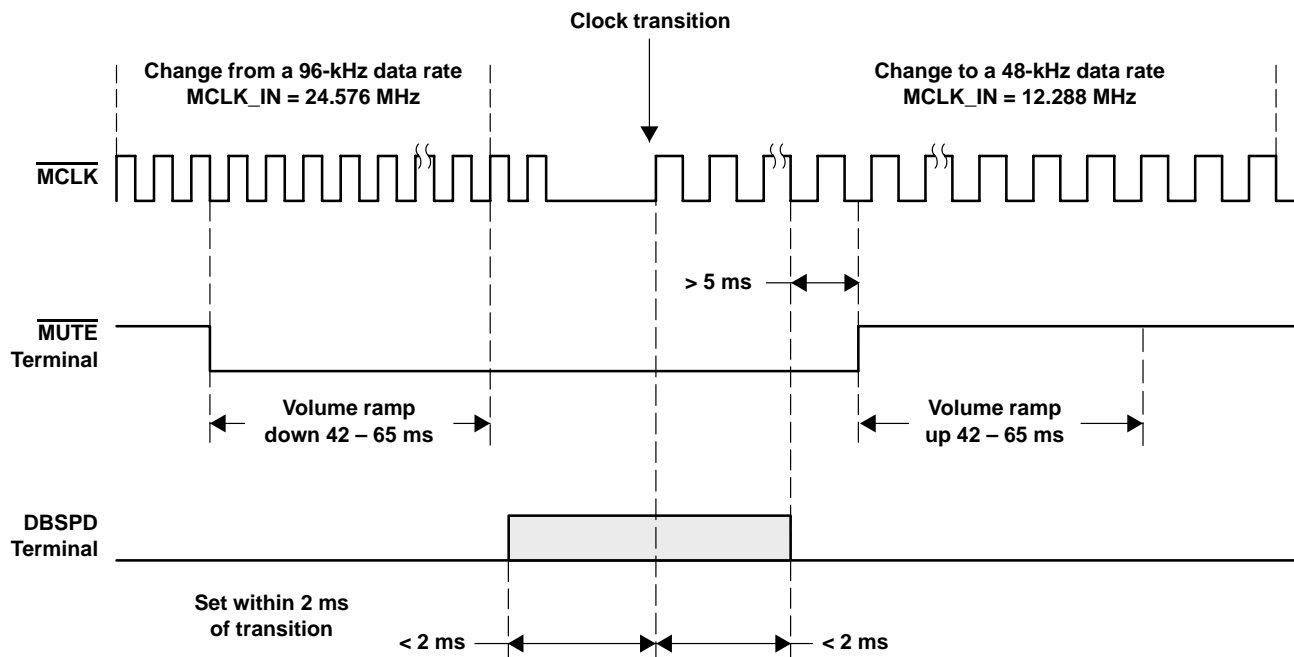 Clock transition
Change from a 96-kHz data rate
MCLK_IN = 24.576 MHz
Change to a 48-kHz data rate
MCLK_IN = 12.288 MHz
MCLK
> 5 ms
MUTE
Terminal
Volume ramp
down 42 – 65 ms
Volume ramp
up 42 – 65 ms
DBSPD
Terminal
Set within 2 ms
of transition
< 2 ms
< 2 ms